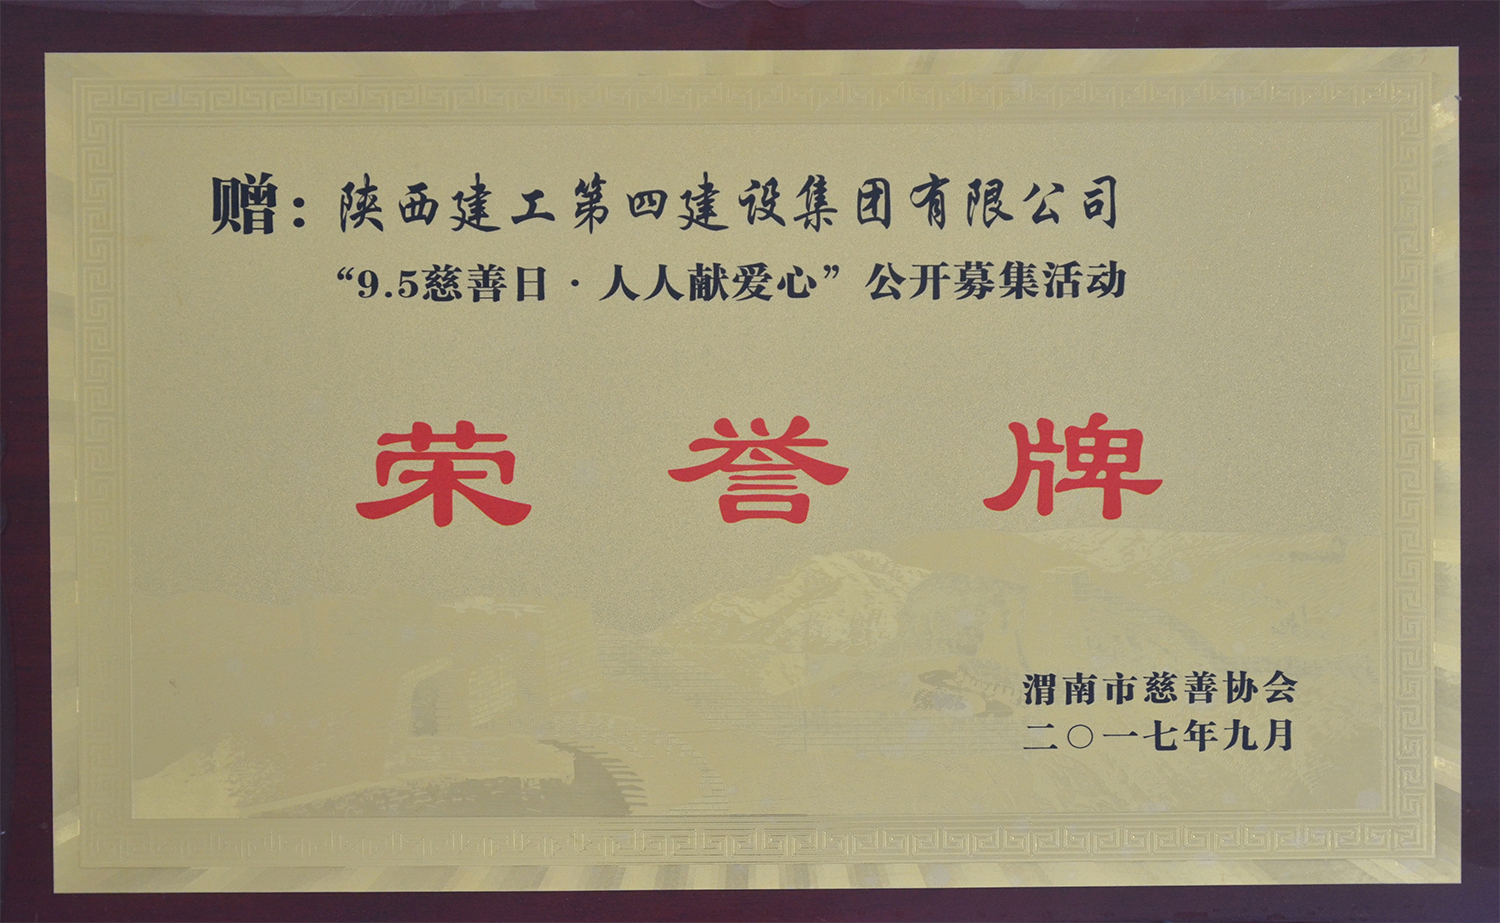 赠：陕西建工第四建设集团有限公司
“9.5慈善日·人人献爱心”公开募集活动
荣誉牌
渭南市慈善协会
二〇一七年九月